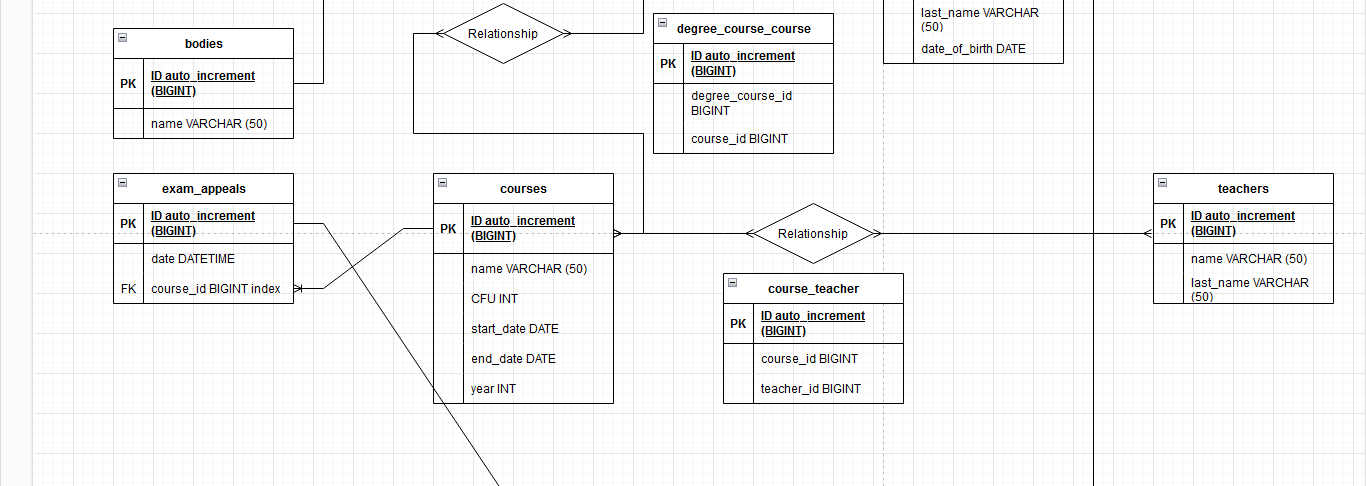 last_name VARCHAR
(50)
date_of_birth DATE
Relationship
degree_course_course
PK
ID auto_increment
(BIGINT)
degree_course_id
BIGINT
course_id BIGINT
bodies
PK
ID auto_increment
(BIGINT)
name VARCHAR (50)
exam_appeals
PK
ID auto_increment
(BIGINT)
date DATETIME
FK
course_id BIGINT index
courses
PK
ID auto_increment
(BIGINT)
name VARCHAR (50)
CFU INT
start_date DATE
end_date DATE
year INT
Relationship
course_teacher
PK
ID auto_increment
(BIGINT)
course_id BIGINT
teacher_id BIGINT
teachers
PK
ID auto_increment
(BIGINT)
name VARCHAR (50)
last_name VARCHAR
(50)